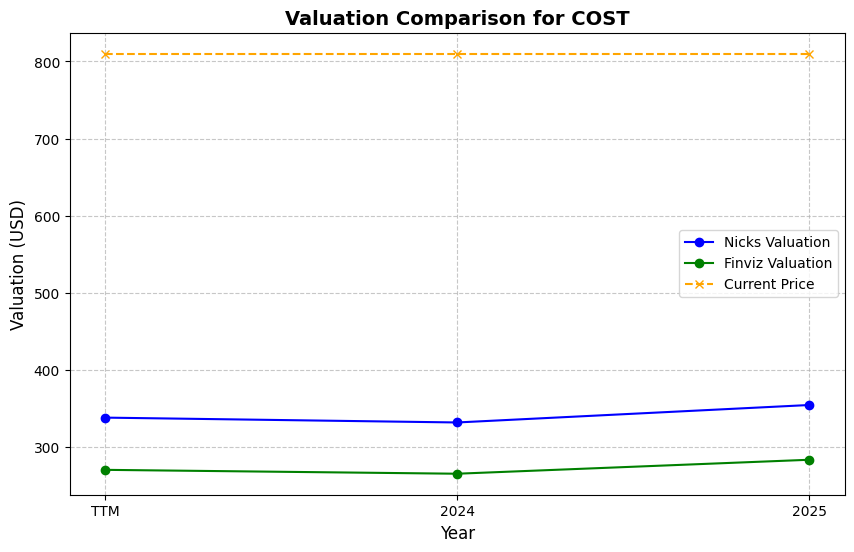 Valuation Comparison for COST
Valuation (USD)
800
700
600
500
400
300
Nicks Valuation
Finviz Valuation
Current Price
TTM
2024
2025
Year